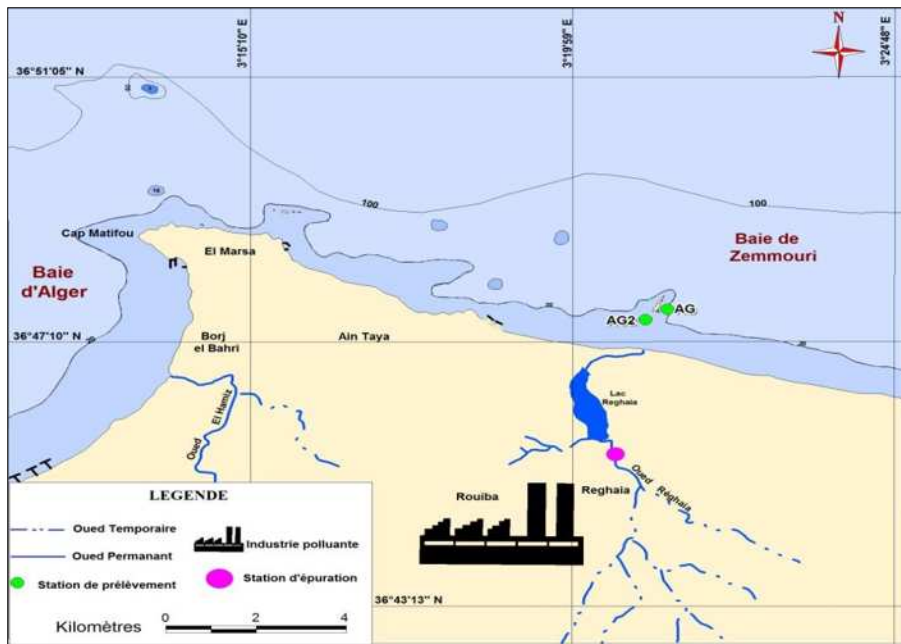 3°15'10" E
3°19'59" E
3°24'48" E
N
36°51'05" N
100
100
Cap Matifou
El Marsa
Baie
d'Alger
Baie de
Zemmouri
AG
AG2
36°47'10" N
Borj
el Bahri
Ain Taya
Lac
Reghaia
Oued El Hamiz
Oued Réghaia
Rouiba
Reghaia
LEGENDE
Oued Temporaire
Oued Permanant
Station de prélèvement
Industrie polluante
Station d'épuration
36°43'13" N
Kilomètres
0 2 4